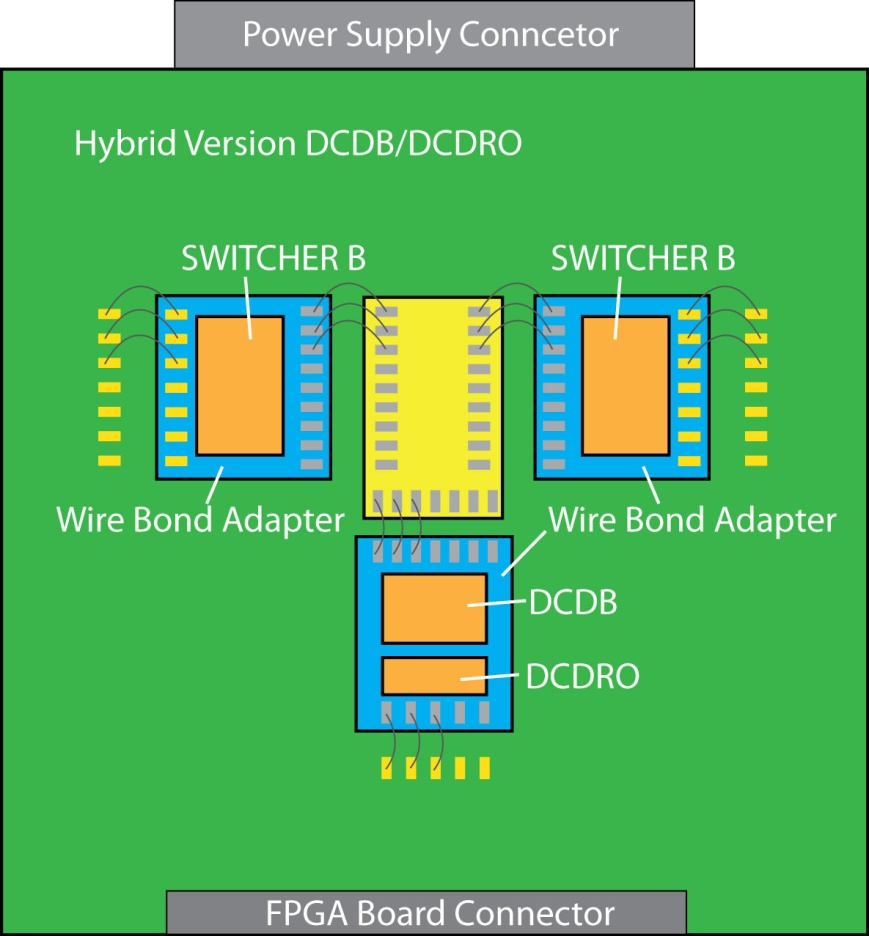 Power Supply Conncetor
Hybrid Version DCDB/DCDRO
SWITCHER B
SWITCHER B
Wire Bond Adapter
Wire Bond Adapter
DCDB
DCDRO
FPGA Board Connector